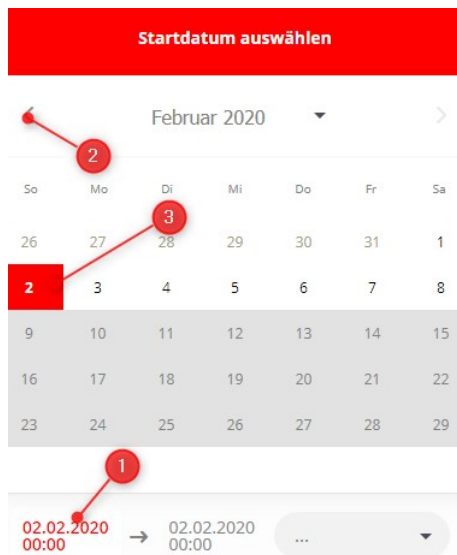 Startdatum auswählen
Februar 2020
2
So Mo Di Mi Do Fr Sa
3
26 27 28 29 30 31 1
2 3 4 5 6 7 8
9 10 11 12 13 14 15
16 17 18 19 20 21 22
23 24 25 26 27 28 29
1
02.02.2020 → 02.02.2020 ...
00:00 00:00